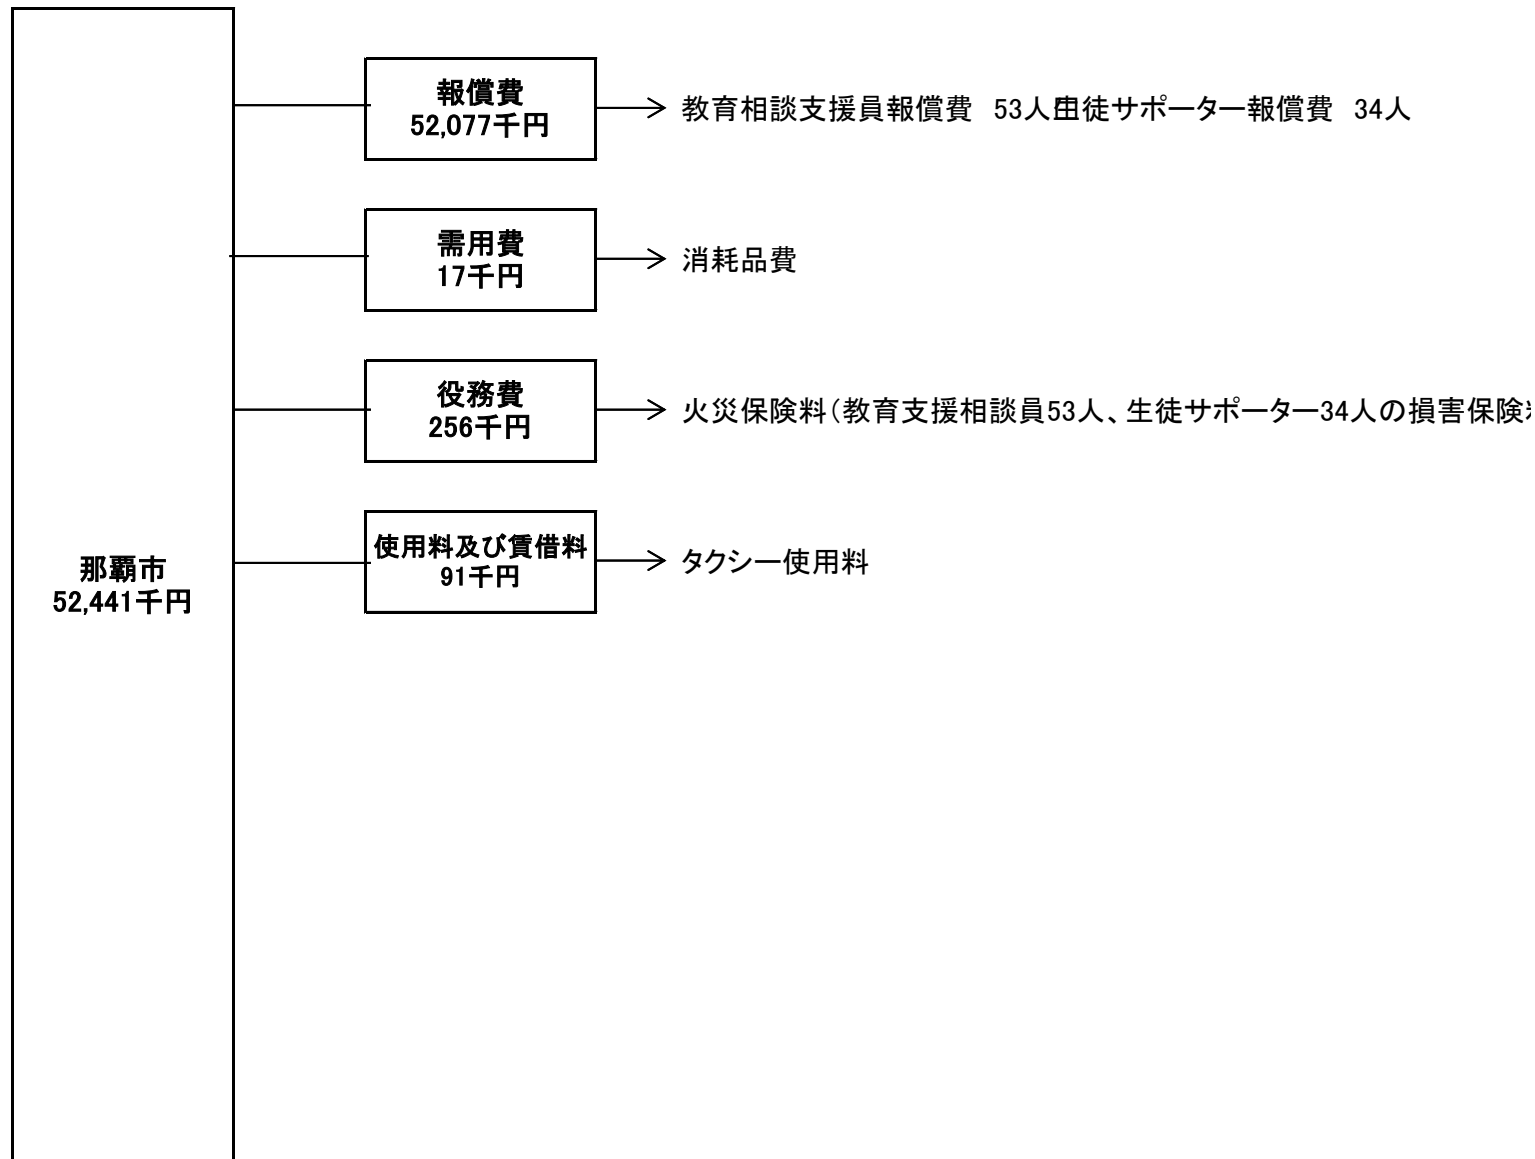 報償費
52,077千円
教育相談支援員報償費　53人
生徒サポーター報償費　34人
需用費
17千円
消耗品費
役務費
256千円
火災保険料(教育支援相談員53人、生徒サポーター34人の損害保険
使用料及び賃借料
91千円
タクシー使用料
那覇市
52,441千円